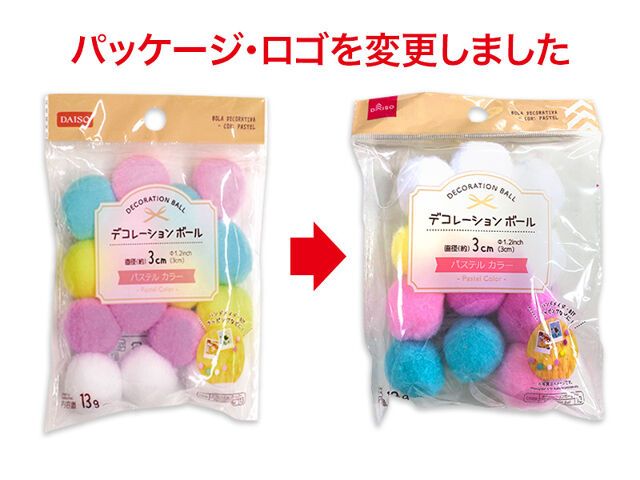 パッケージ・ロゴを変更しました
DAISO
BOLA DECORATIVA
- COR: PASTEL
DECORATION BALL
デコレーションボール
直径(約)3cm Φ1.2inch
(3cm)
パステル カラー
- Pastel Color -
内容量 13g
DAISO
BOLA DECORATIVA
- COR: PASTEL
DECORATION BALL
デコレーションボール
直径(約)3cm Φ1.2inch
(3cm)
パステル カラー
- Pastel Color -